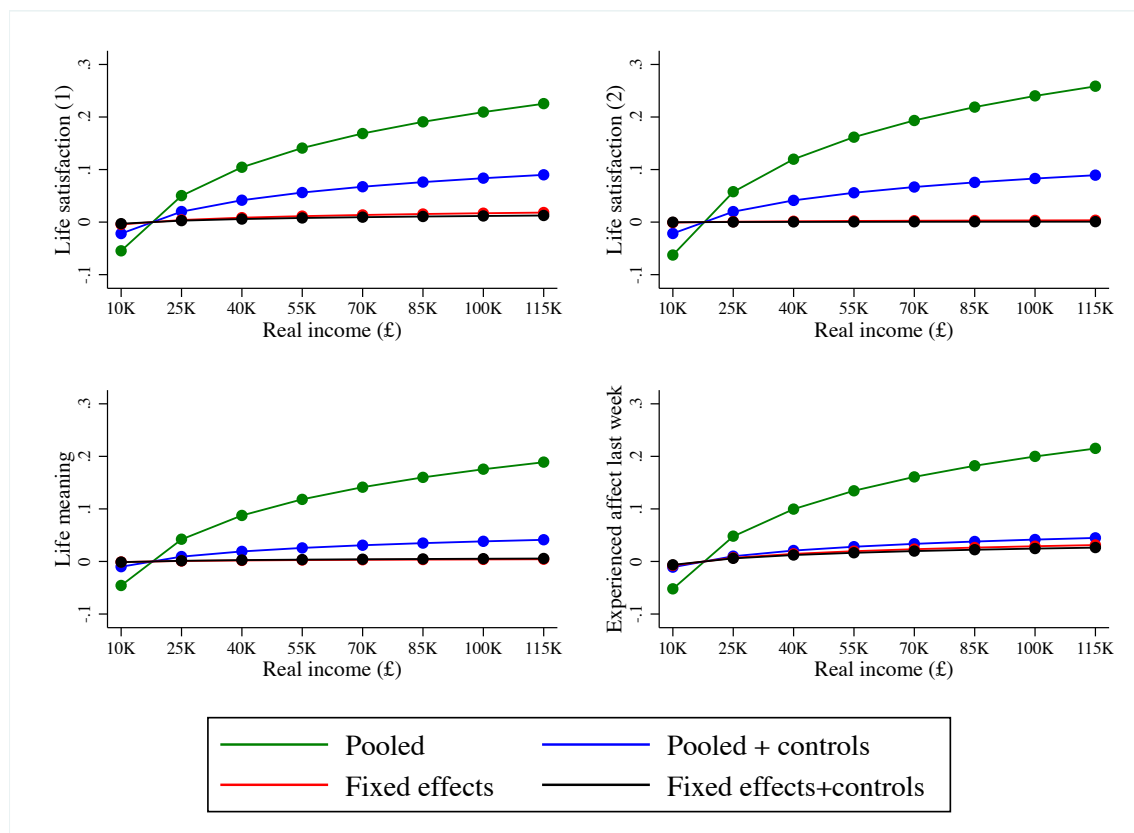 Life satisfaction (1)
.3
.2
.1
0
-.1
10K 25K 40K 55K 70K 85K 100K 115K
Real income (£)
Life satisfaction (2)
.3
.2
.1
0
-.1
10K 25K 40K 55K 70K 85K 100K 115K
Real income (£)
Life meaning
.3
.2
.1
0
-.1
10K 25K 40K 55K 70K 85K 100K 115K
Real income (£)
Experienced affect last week
.3
.2
.1
0
-.1
10K 25K 40K 55K 70K 85K 100K 115K
Real income (£)
Pooled
Pooled + controls
Fixed effects
Fixed effects+controls